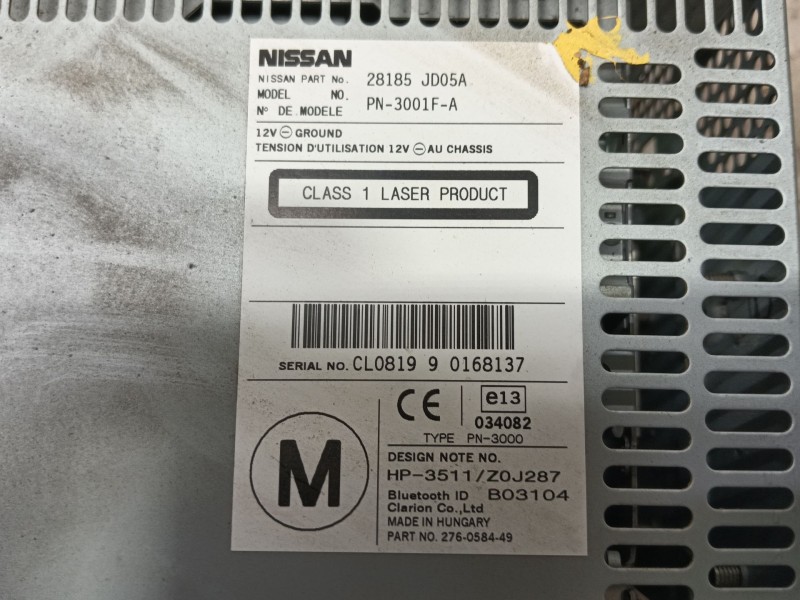 NISSAN
NISSAN PART No. 28185 JD05A
MODEL NO. PN-3001F-A
N° DE MODELE
12V ⊖ GROUND
TENSION D'UTILISATION 12V ⊖ AU CHASSIS
CLASS 1 LASER PRODUCT
SERIAL NO. CL0819 9 0168137
M
CE e13
034082
TYPE PN-3000
DESIGN NOTE NO.
HP-3511/Z0J287
Bluetooth ID B03104
Clarion Co.,Ltd
MADE IN HUNGARY
PART NO. 276-0584-49